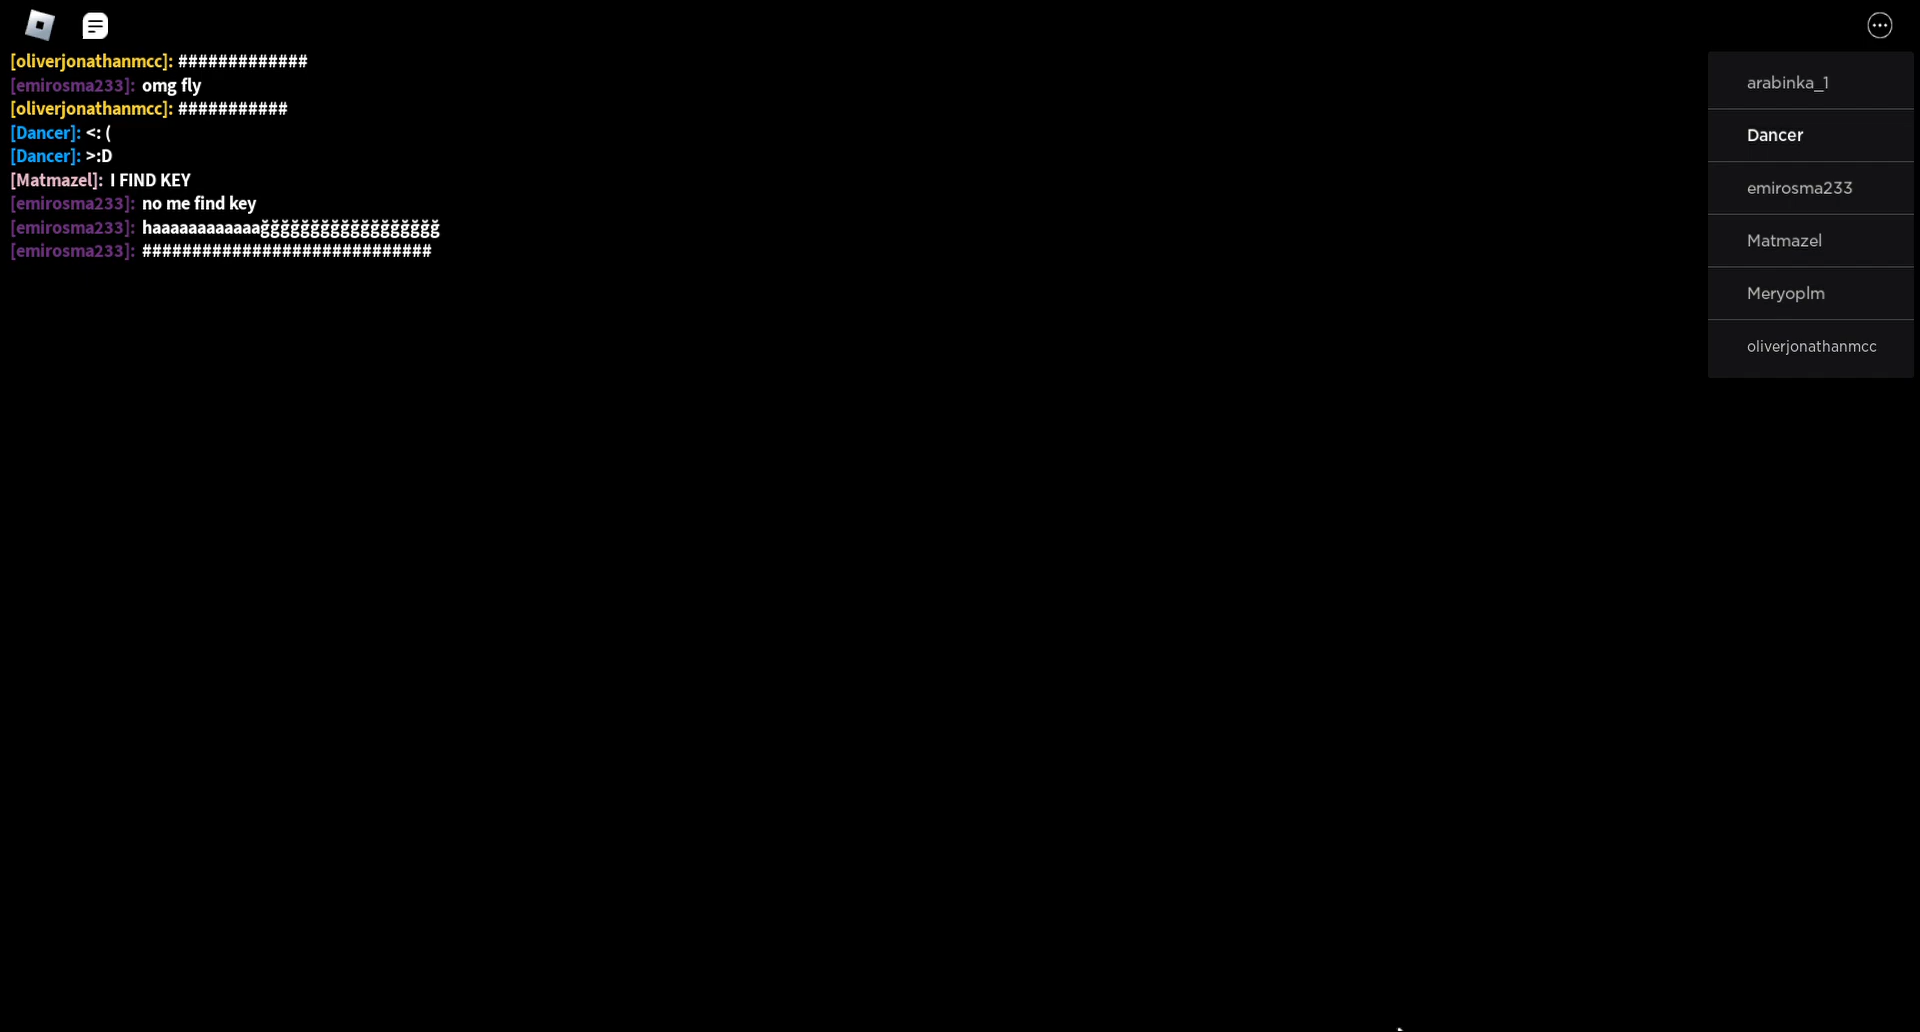 [oliverjonathanmcc]: #############
[emirosma233]: omg fly
[oliverjonathanmcc]: ###########
[Dancer]: <: (
[Dancer]: >:D
[Matmazel]: I FIND KEY
[emirosma233]: no me find key
[emirosma233]: haaaaaaaaaaaağğğğğğğğğğğğğğğğğğ
[emirosma233]: #############################
arabinka_1
Dancer
emirosma233
Matmazel
Meryoplm
oliverjonathanmcc